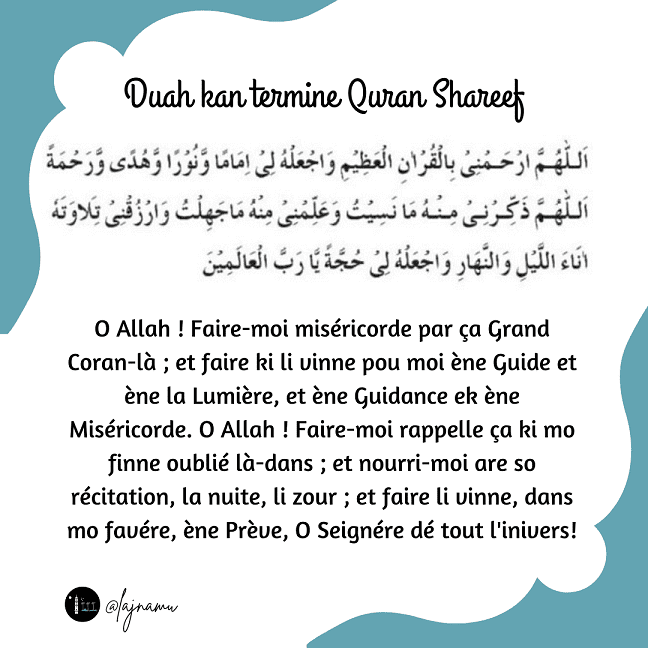 Duah kan termine Quran Shareef
اَللّٰهُمَّ ارْحَمْنِىْ بِالْقُرْاٰنِ الْعَظِيْمِ وَاجْعَلْهُ لِىْ اِمَامًا وَّنُوْرًا وَّهُدًى وَّرَحْمَةً
اَللّٰهُمَّ ذَكِّرْنِىْ مِنْهُ مَا نَسِيْتُ وَعَلِّمْنِىْ مِنْهُ مَاجَهِلْتُ وَارْزُقْنِىْ تِلَاوَتَهٗ
اٰنَاءَ اللَّيْلِ وَالنَّهَارِ وَاجْعَلْهُ لِىْ حُجَّةً يَّا رَبَّ الْعَالَمِيْنَ
O Allah ! Faire-moi miséricorde par ça Grand
Coran-là ; et faire ki li vinne pou moi ène Guide et
ène la Lumière, et ène Guidance ek ène
Miséricorde. O Allah ! Faire-moi rappelle ça ki mo
finne oublié là-dans ; et nourri-moi are so
récitation, la nuite, li zour ; et faire li vinne, dans
mo favére, ène Prève, O Seignére dé tout l'inivers!
@lajnamu